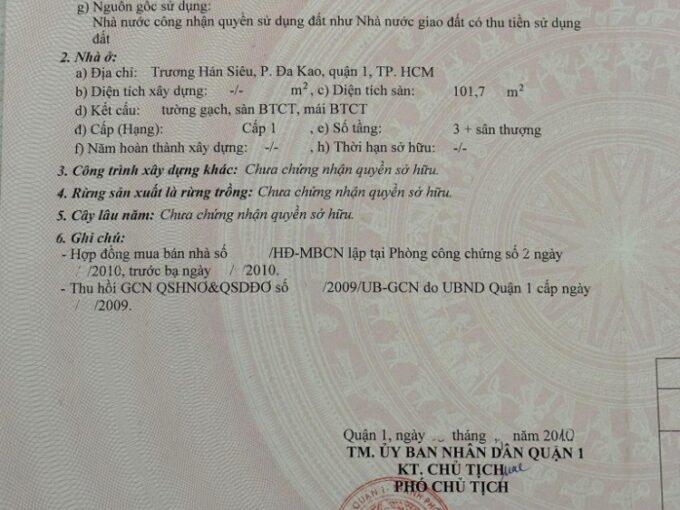 g) Nguồn gốc sử dụng:
Nhà nước công nhận quyền sử dụng đất như Nhà nước giao đất có thu tiền sử dụng
đất
2. Nhà ở:
a) Địa chỉ: Trương Hán Siêu, P. Đa Kao, quận 1, TP. HCM
b) Diện tích xây dựng: -/- m², c) Diện tích sàn: 101,7 m²
d) Kết cấu: tường gạch, sàn BTCT, mái BTCT
đ) Cấp (Hạng): Cấp 1 , e) Số tầng: 3 + sân thượng
f) Năm hoàn thành xây dựng: -/- , h) Thời hạn sở hữu: -/-
3. Công trình xây dựng khác: Chưa chứng nhận quyền sở hữu.
4. Rừng sản xuất là rừng trồng: Chưa chứng nhận quyền sở hữu.
5. Cây lâu năm: Chưa chứng nhận quyền sở hữu.
6. Ghi chú:
- Hợp đồng mua bán nhà số /HĐ-MBCN lập tại Phòng công chứng số 2 ngày
/ /2010, trước bạ ngày / /2010.
- Thu hồi GCN QSHNƠ&QSDĐƠ số /2009/UB-GCN do UBND Quận 1 cấp ngày
/ /2009.
Quận 1, ngày tháng năm 2010
TM. ỦY BAN NHÂN DÂN QUẬN 1
KT. CHỦ TỊCH
PHÓ CHỦ TỊCH
QUẬN 1